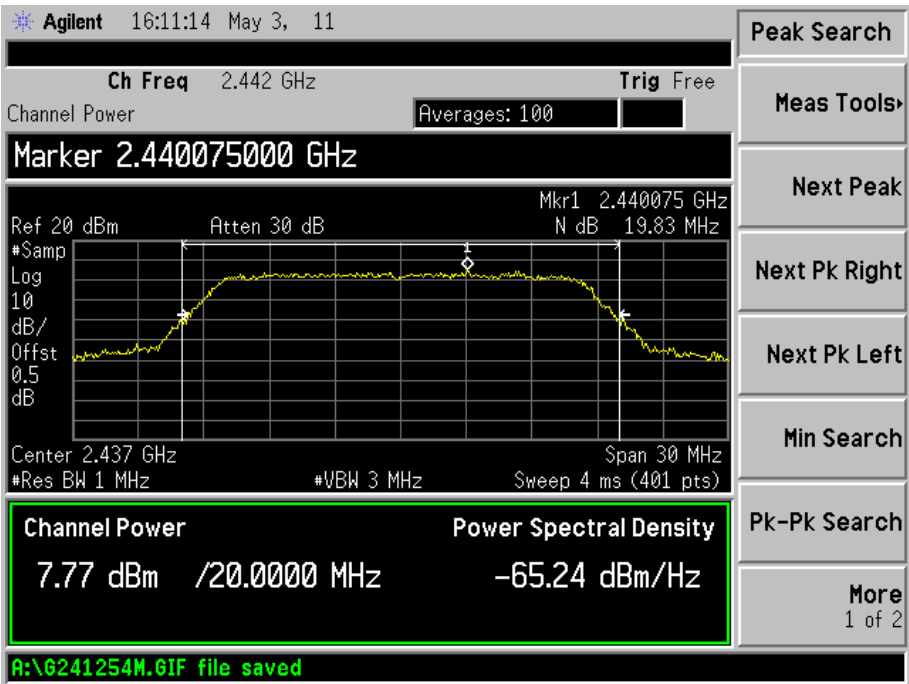 Agilent 16:11:14 May 3, 11
Ch Freq 2.442 GHz Trig Free
Channel Power Averages: 100
Marker 2.440075000 GHz
Mkr1 2.440075 GHz
Ref 20 dBm Atten 30 dB N dB 19.83 MHz
#Samp
Log
10
dB/
Offst
0.5
dB
1
Center 2.437 GHz Span 30 MHz
#Res BW 1 MHz #VBW 3 MHz Sweep 4 ms (401 pts)
Channel Power Power Spectral Density
7.77 dBm /20.0000 MHz -65.24 dBm/Hz
A:\G241254M.GIF file saved
Peak Search
Meas Tools
Next Peak
Next Pk Right
Next Pk Left
Min Search
Pk-Pk Search
More
1 of 2